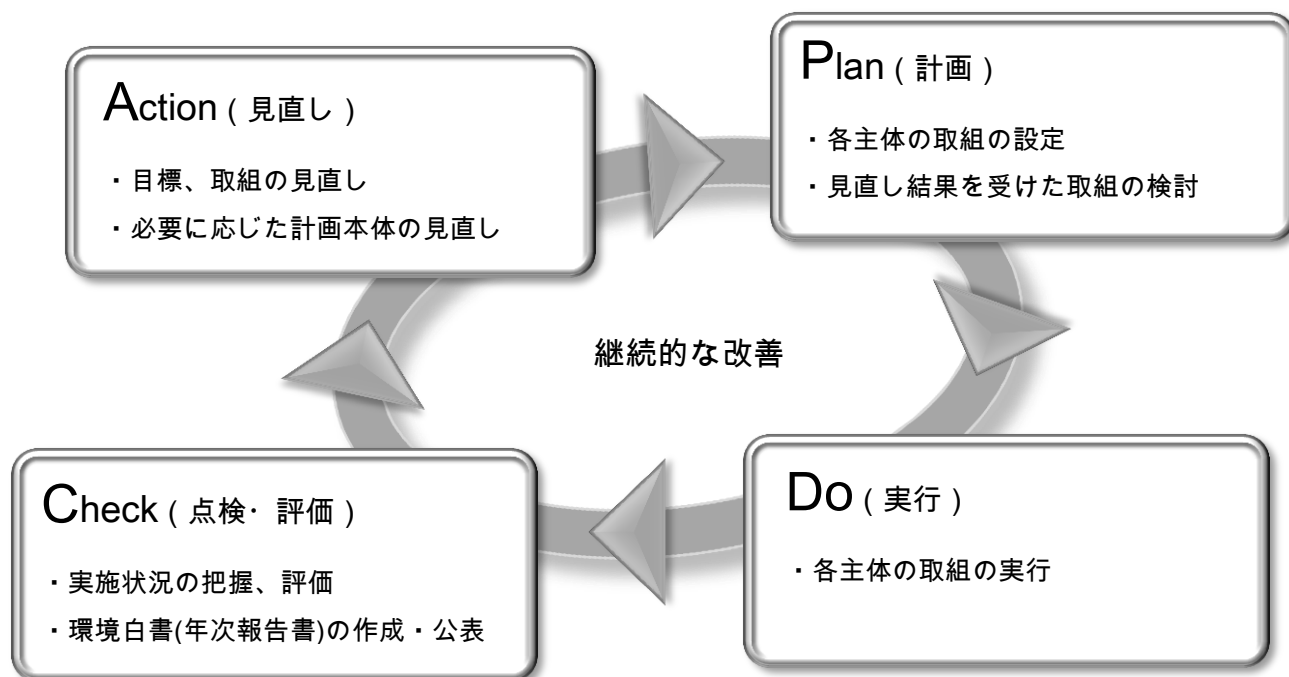 Action（見直し）
・目標、取組の見直し
・必要に応じた計画本体の見直し
Plan（計画）
・各主体の取組の設定
・見直し結果を受けた取組の検討
継続的な改善
Check（点検・評価）
・実施状況の把握、評価
・環境白書(年次報告書)の作成・公表
Do（実行）
・各主体の取組の実行